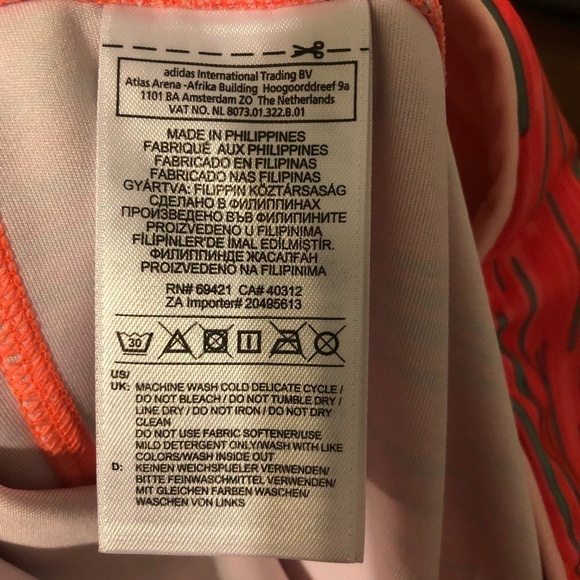 adidas International Trading BV
Atlas Arena -Afrika Building Hoogoorddreef 9a
1101 BA Amsterdam ZO The Netherlands
VAT NO. NL 8073.01.322.B.01
MADE IN PHILIPPINES
FABRIQUÉ AUX PHILIPPINES
FABRICADO EN FILIPINAS
FABRICADO NAS FILIPINAS
GYÁRTVA: FILIPPIN KÖZTÁRSASÁG
СДЕЛАНО В ФИЛИППИНАХ
ПРОИЗВЕДЕНО ВЪВ ФИЛИПИНИТЕ
PROIZVEDENO U FILIPINIMA
FİLİPİNLER'DE İMAL EDİLMİŞTİR.
ФИЛИППИНДЕ ЖАСАЛҒАН
PROIZVEDENO NA FILIPINIMA
RN# 69421 CA# 40312
ZA Importer# 20495613
30
US/
UK: MACHINE WASH COLD DELICATE CYCLE /
DO NOT BLEACH / DO NOT TUMBLE DRY /
LINE DRY / DO NOT IRON / DO NOT DRY
CLEAN
DO NOT USE FABRIC SOFTENER/USE
MILD DETERGENT ONLY/WASH WITH LIKE
COLORS/WASH INSIDE OUT
D: KEINEN WEICHSPUELER VERWENDEN/
BITTE FEINWASCHMITTEL VERWENDEN/
MIT GLEICHEN FARBEN WASCHEN/
WASCHEN VON LINKS